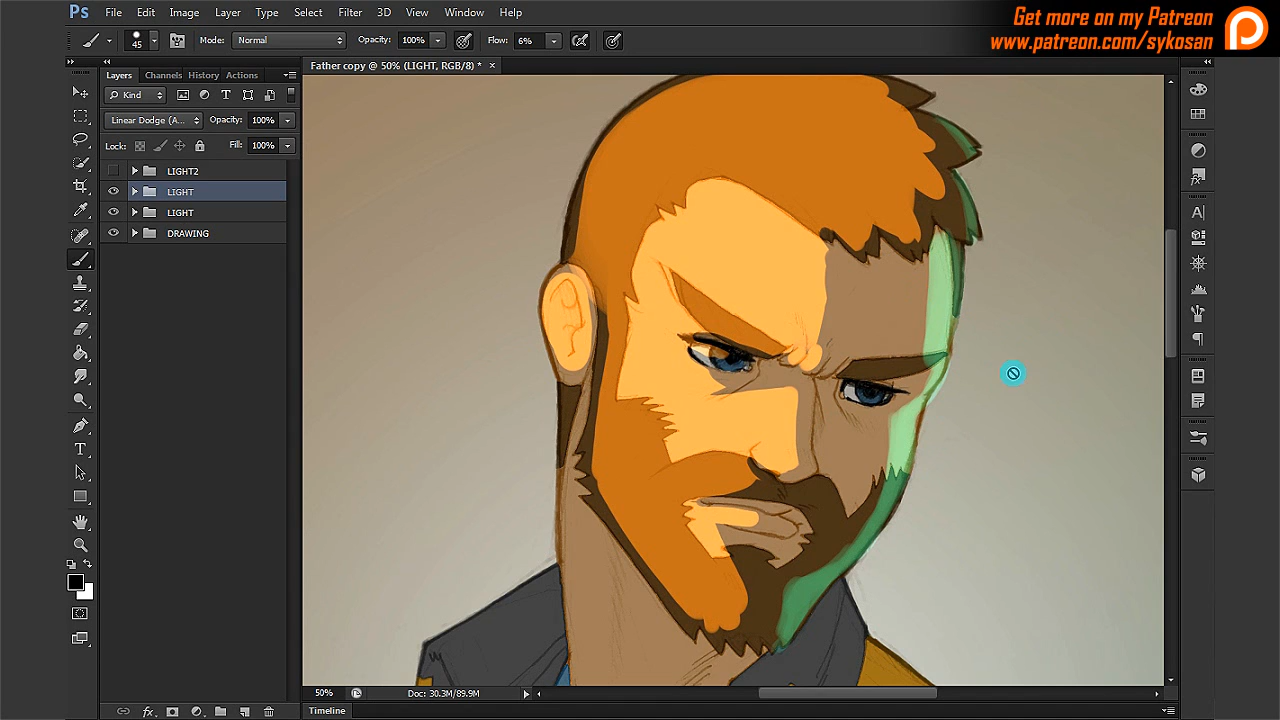 Ps File Edit Image Layer Type Select Filter 3D View Window Help
Get more on my Patreon
www.patreon.com/sykosan
45 Mode: Normal Opacity: 100% Flow: 6%
Father copy @ 50% (LIGHT, RGB/8) * ×
Layers Channels History Actions
Kind
Linear Dodge (A... Opacity: 100%
Lock: Fill: 100%
LIGHT2
LIGHT
LIGHT
DRAWING
50% Doc: 30.3M/89.9M
Timeline